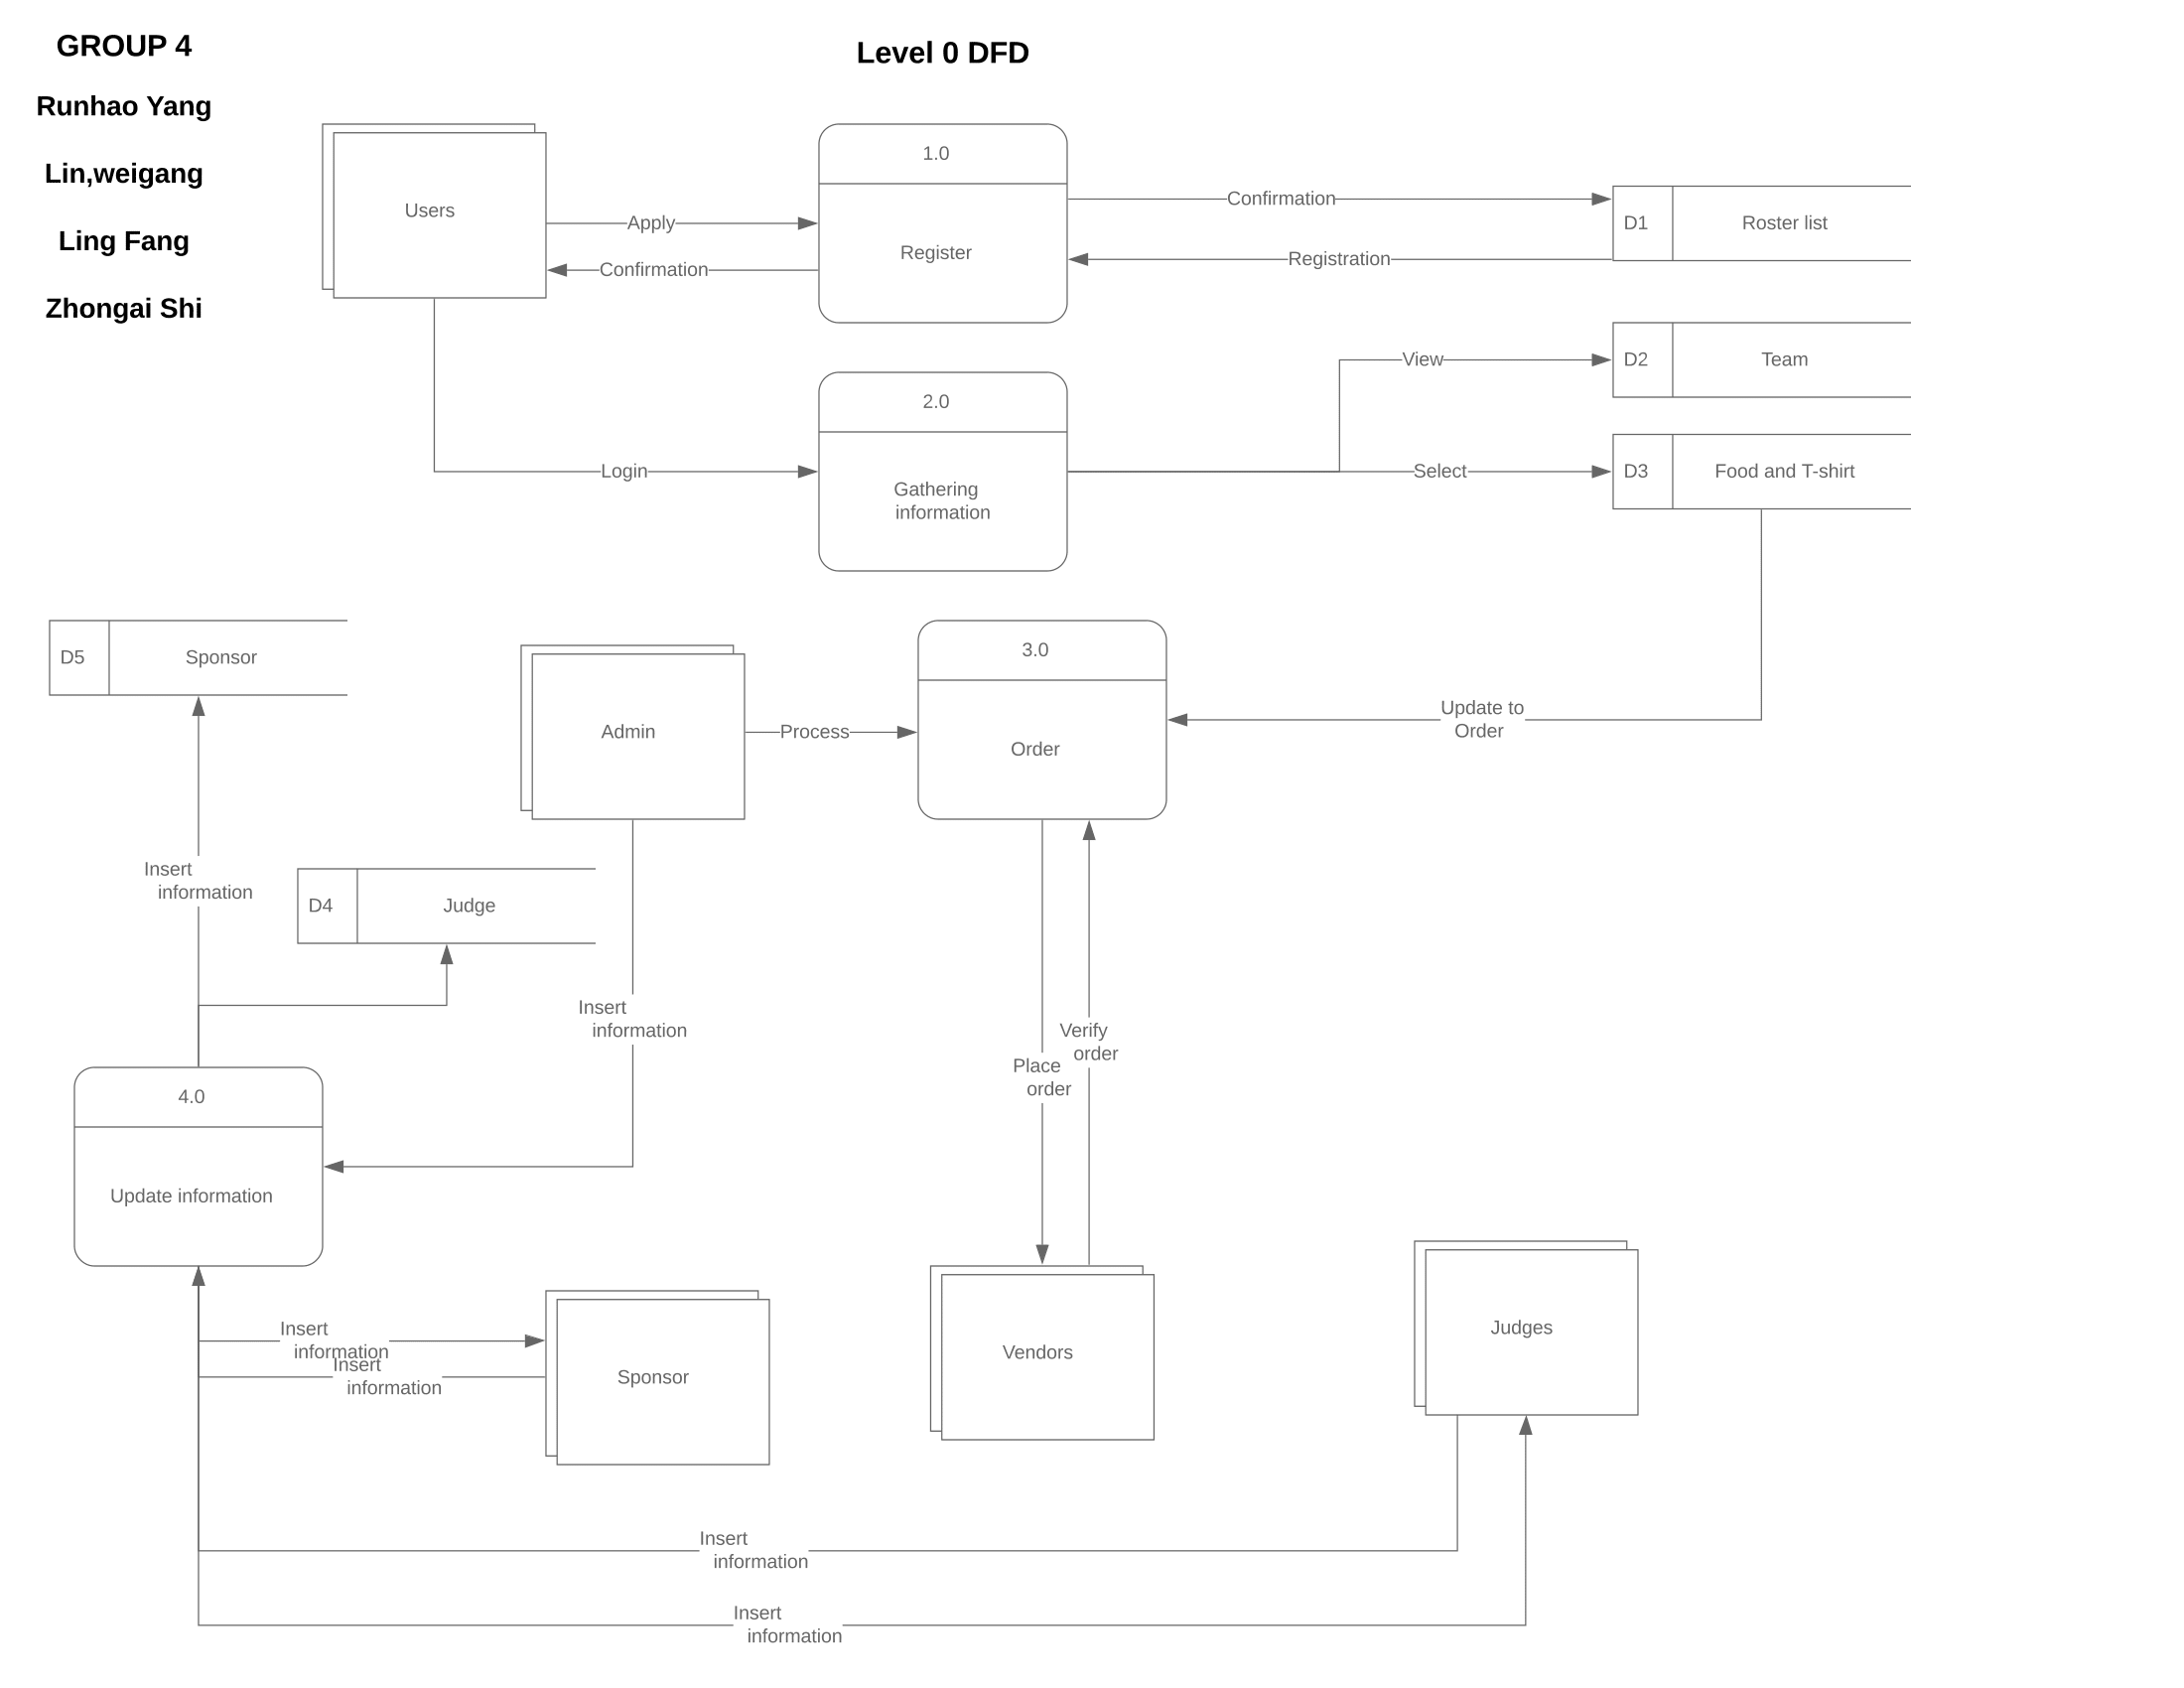 GROUP 4
Level 0 DFD
Runhao Yang
Lin,weigang
Ling Fang
Zhongai Shi
Users
Apply
Confirmation
1.0
Register
Confirmation
Registration
D1
Roster list
Login
2.0
Gathering
information
View
D2
Team
Select
D3
Food and T-shirt
D5
Sponsor
Admin
Process
3.0
Order
Update to
Order
Insert
information
D4
Judge
Insert
information
Verify
order
Place
order
4.0
Update information
Insert
information
Insert
information
Sponsor
Vendors
Judges
Insert
information
Insert
information